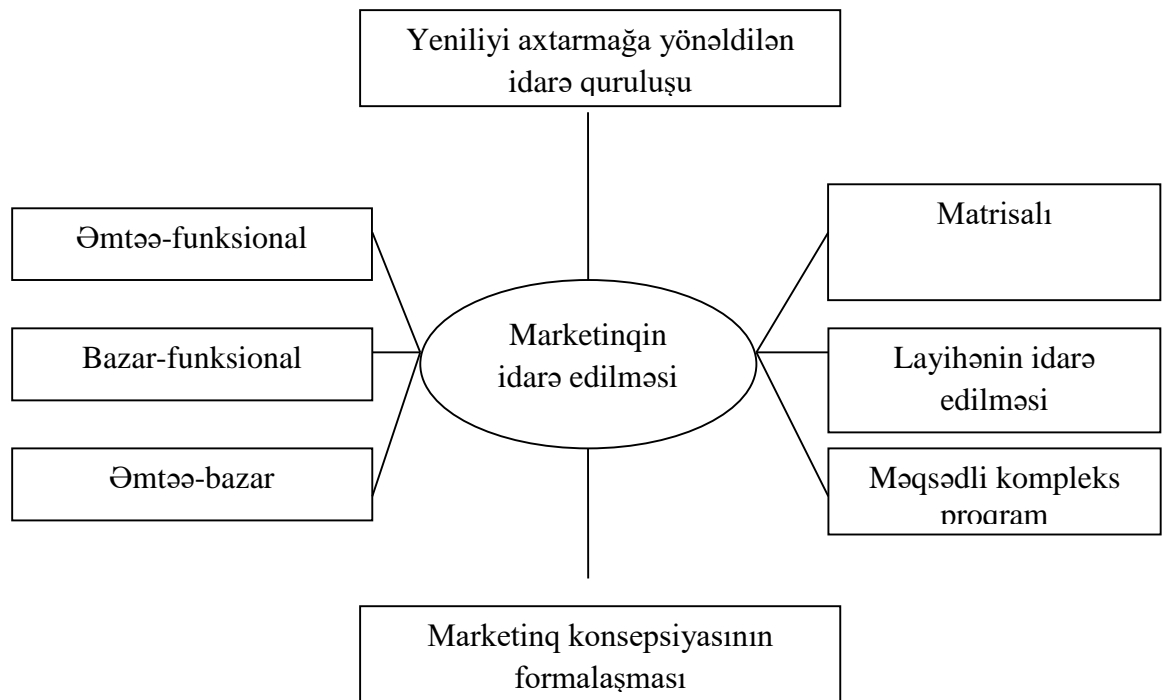 Yeniliyi axtarmağa yönəldilən
idarə quruluşu
Əmtəə-funksional
Bazar-funksional
Əmtəə-bazar
Marketinqin
idarə edilməsi
Matrisalı
Layihənin idarə
edilməsi
Məqsədli kompleks
proqram
Marketinq konsepsiyasının
formalaşması